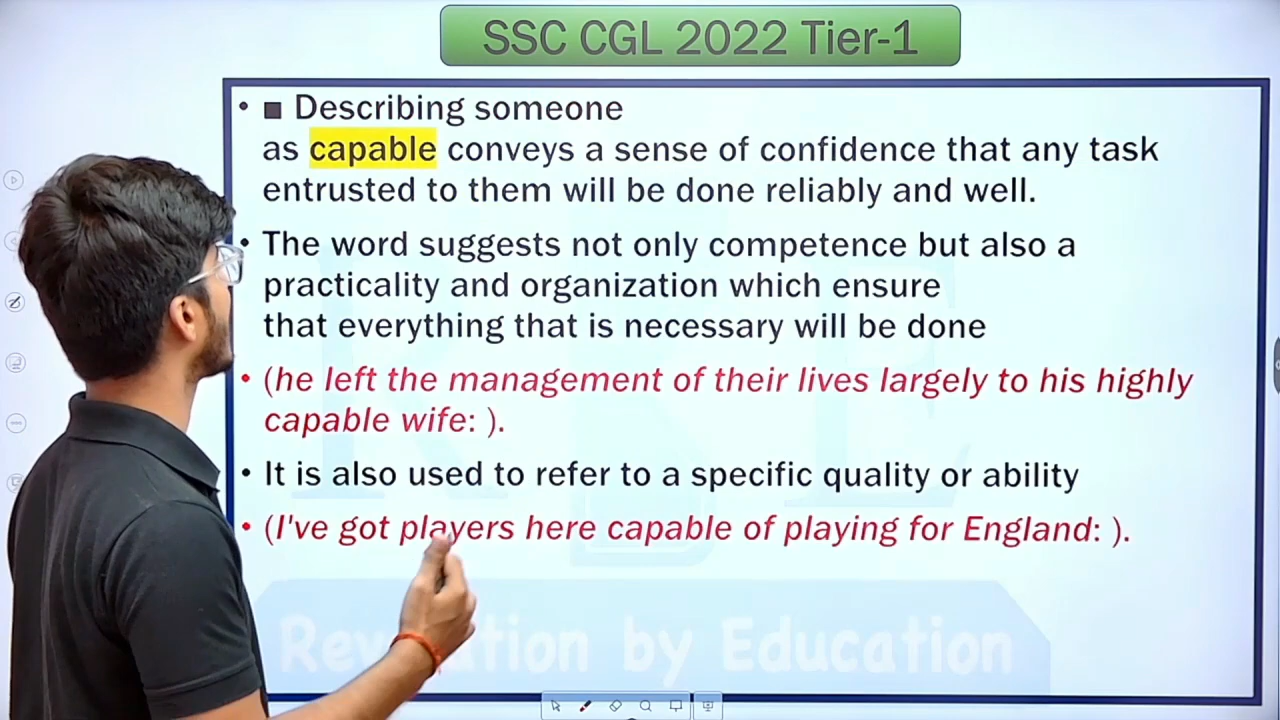 SSC CGL 2022 Tier-1
• ■ Describing someone
as capable conveys a sense of confidence that any task
entrusted to them will be done reliably and well.
• The word suggests not only competence but also a
practicality and organization which ensure
that everything that is necessary will be done
• (he left the management of their lives largely to his highly
capable wife: ).
• It is also used to refer to a specific quality or ability
• (I've got players here capable of playing for England: ).
by Education